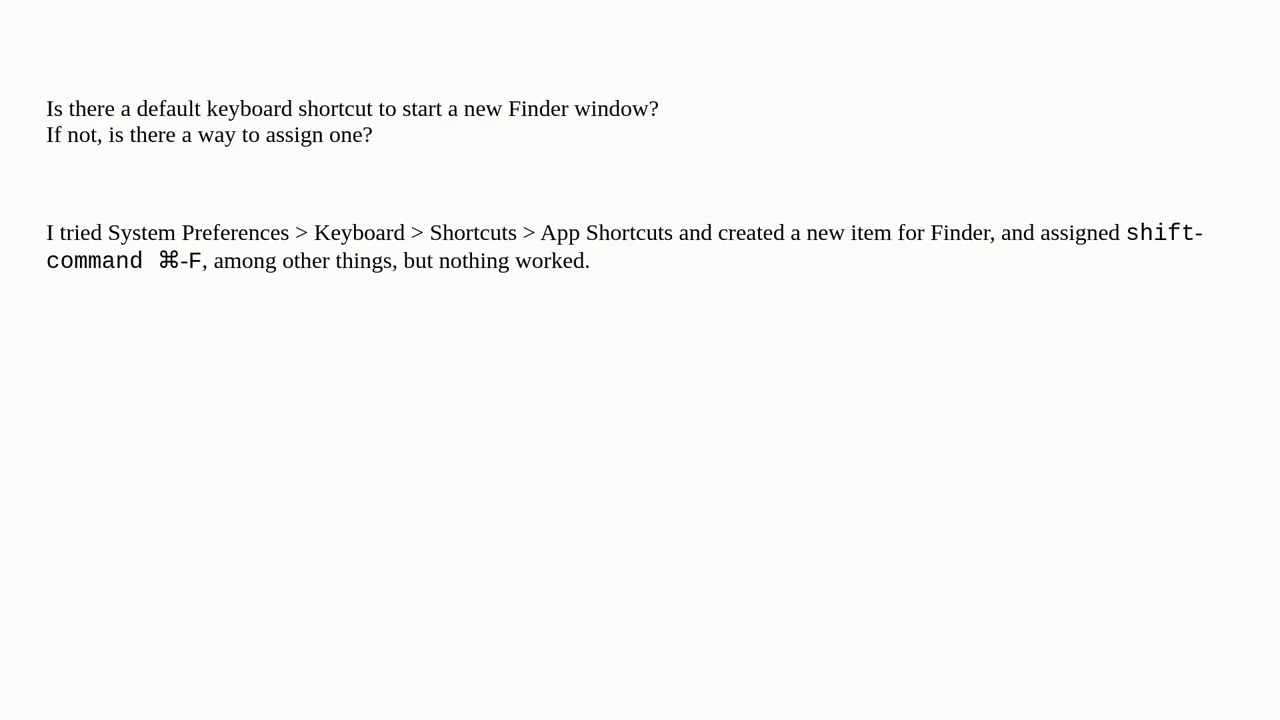 Is there a default keyboard shortcut to start a new Finder window?
If not, is there a way to assign one?
I tried System Preferences > Keyboard > Shortcuts > App Shortcuts and created a new item for Finder, and assigned shift-
command ⌘-F, among other things, but nothing worked.